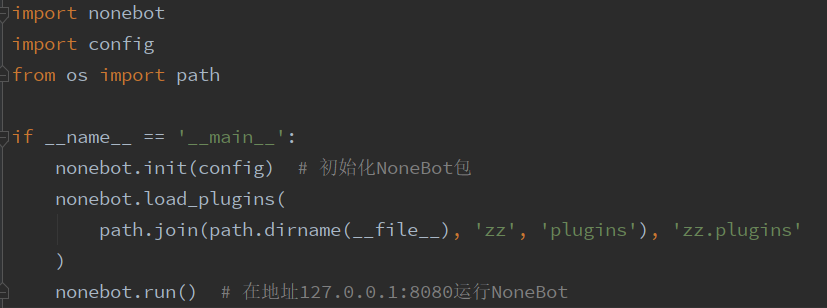 import nonebot
import config
from os import path
if __name__ == '__main__':
nonebot.init(config)  # 初始化NoneBot包
nonebot.load_plugins(
path.join(path.dirname(__file__), 'zz', 'plugins'), 'zz.plugins'
)
nonebot.run()  # 在地址127.0.0.1:8080运行NoneBot